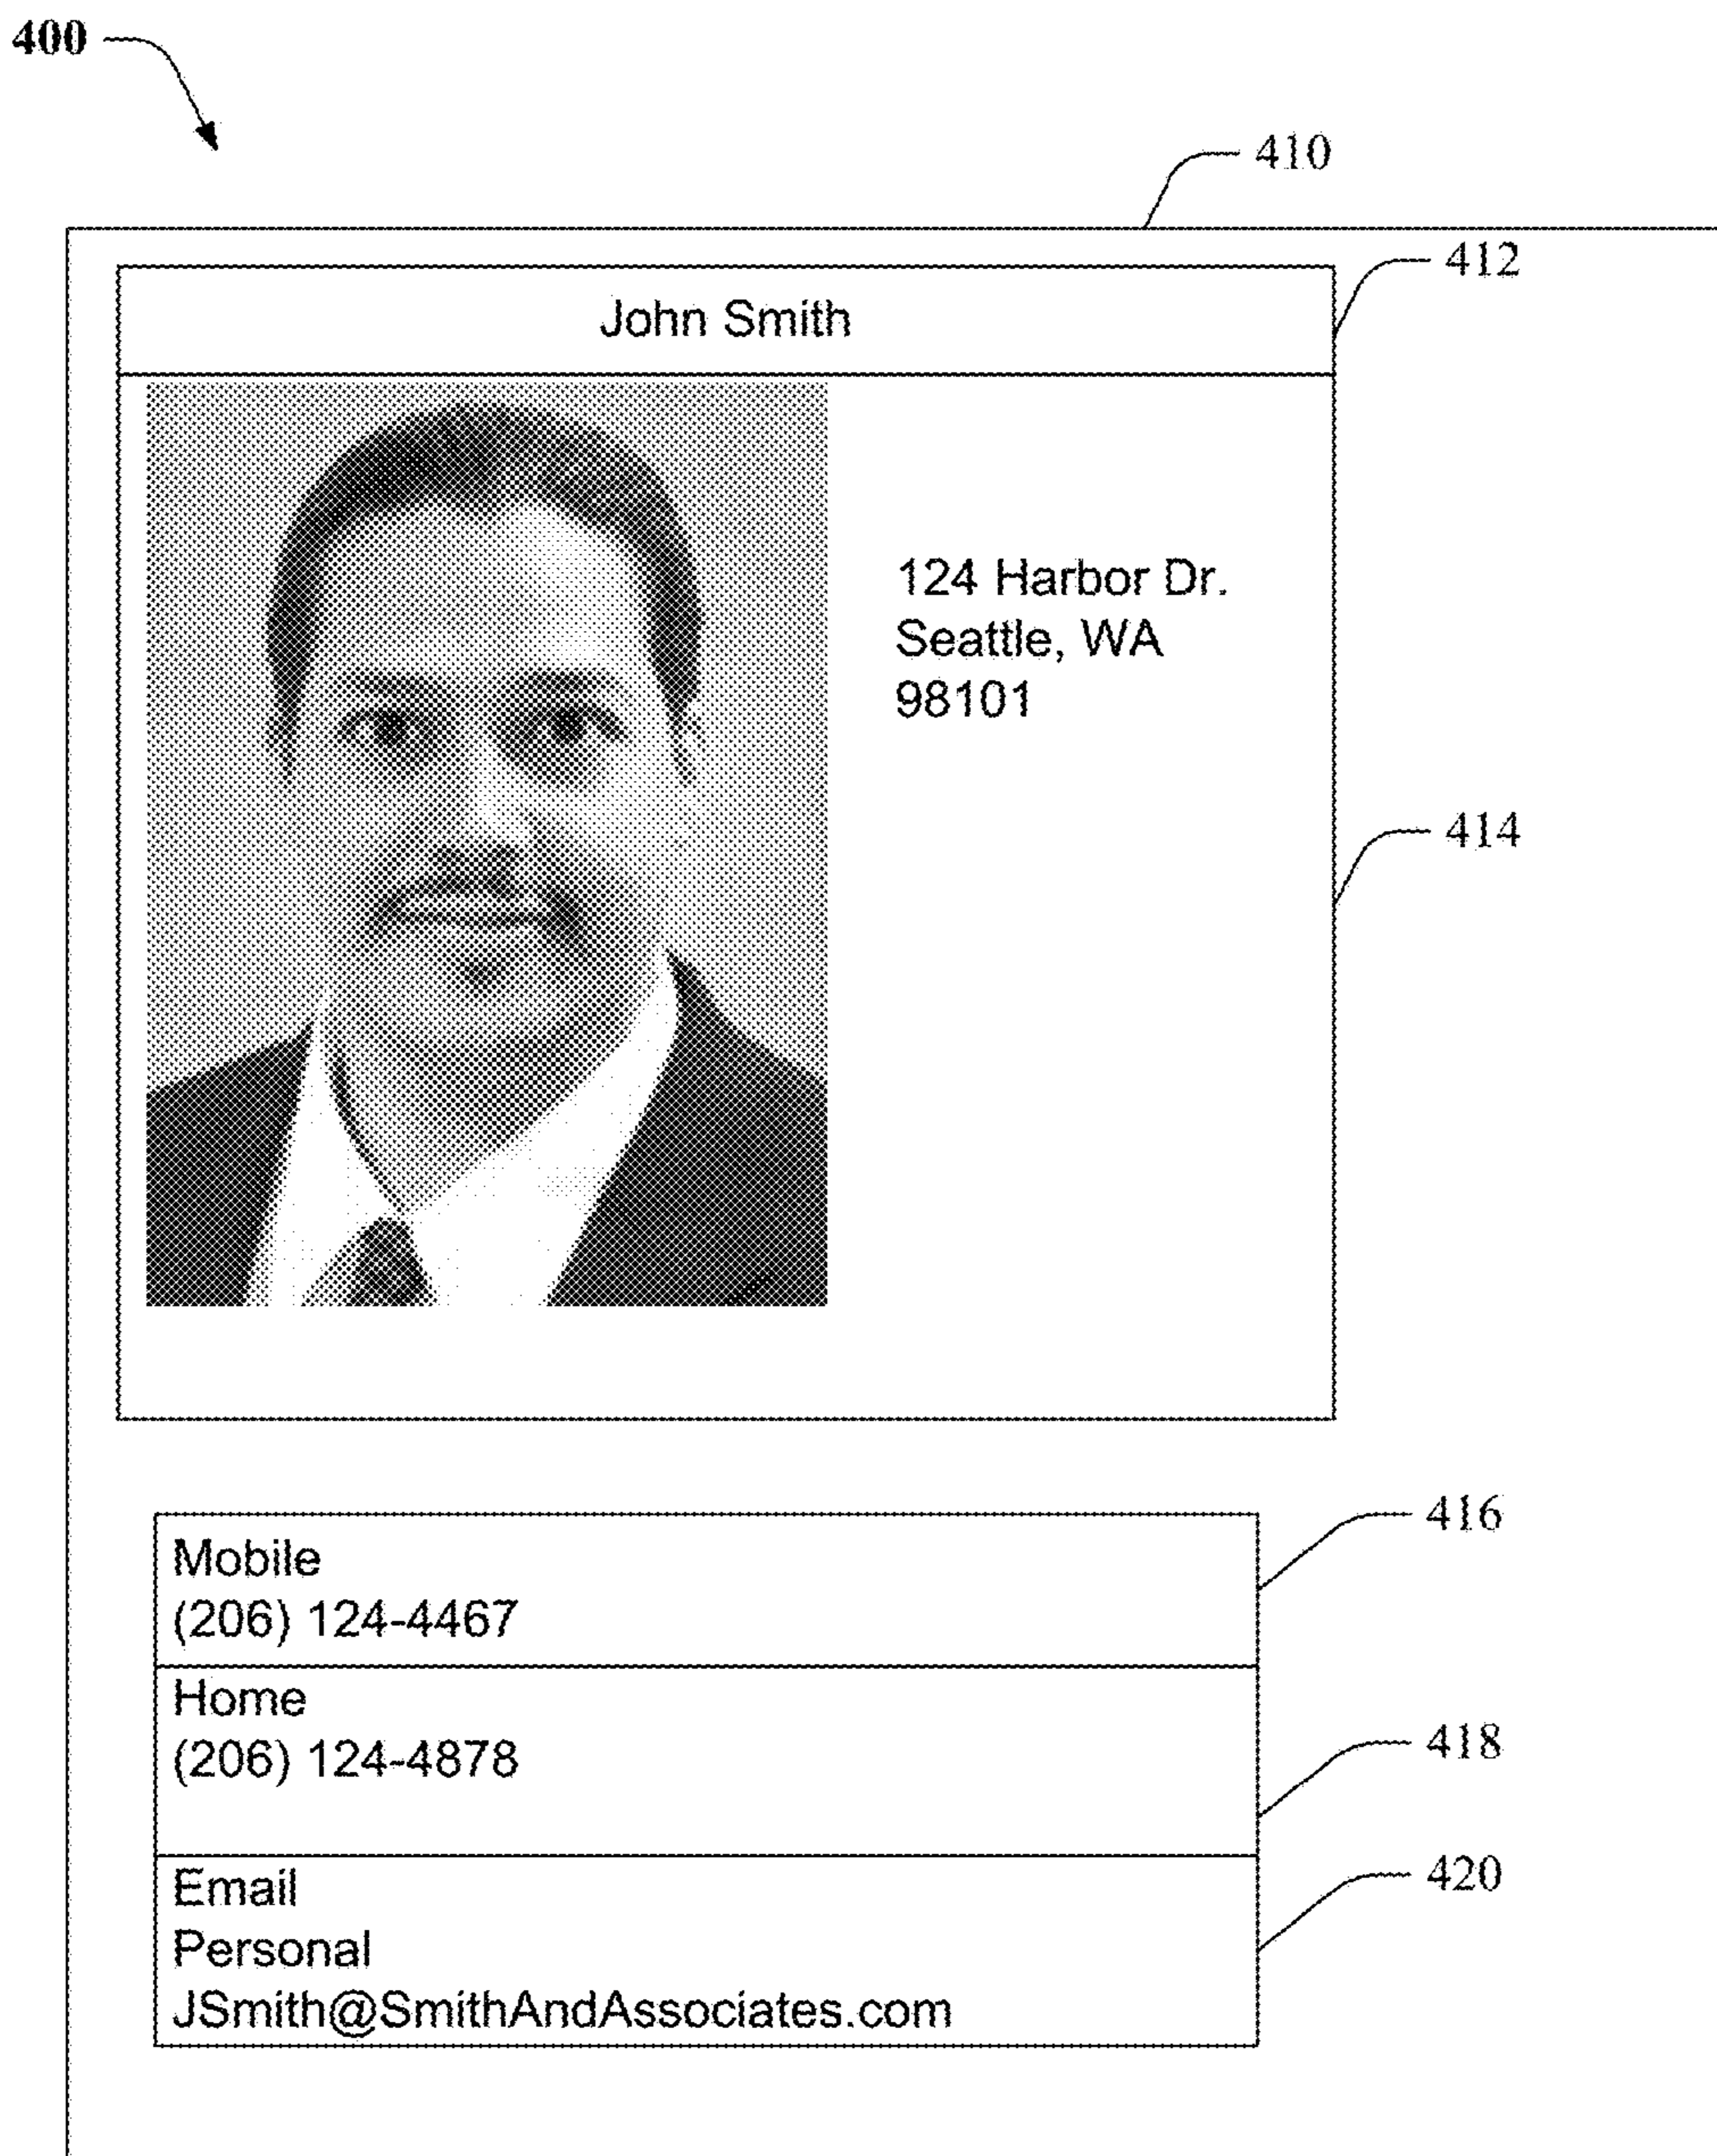 400
410
412
John Smith
124 Harbor Dr.
Seattle, WA
98101
414
416
Mobile
(206) 124-4467
Home
(206) 124-4878
418
420
Email
Personal
JSmith@SmithAndAssociates.com